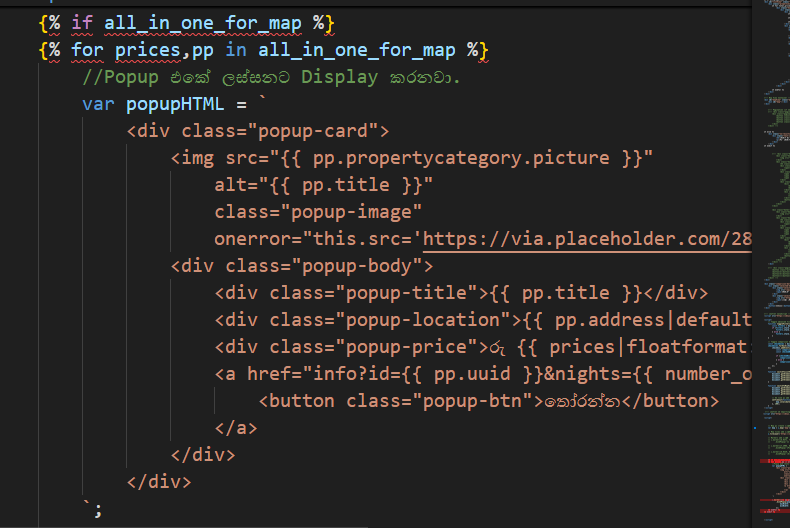 {% if all_in_one_for_map %}
{% for prices,pp in all_in_one_for_map %}
//Popup එකේ ලස්සනට Display කරනවා.
var popupHTML = `
<div class="popup-card">
<img src="{{ pp.propertycategory.picture }}"
alt="{{ pp.title }}"
class="popup-image"
onerror="this.src='https://via.placeholder.com/28
<div class="popup-body">
<div class="popup-title">{{ pp.title }}</div>
<div class="popup-location">{{ pp.address|default
<div class="popup-price">රු {{ prices|floatformat:
<a href="info?id={{ pp.uuid }}&nights={{ number_o
<button class="popup-btn">තෝරන්න</button>
</a>
</div>
</div>
`;